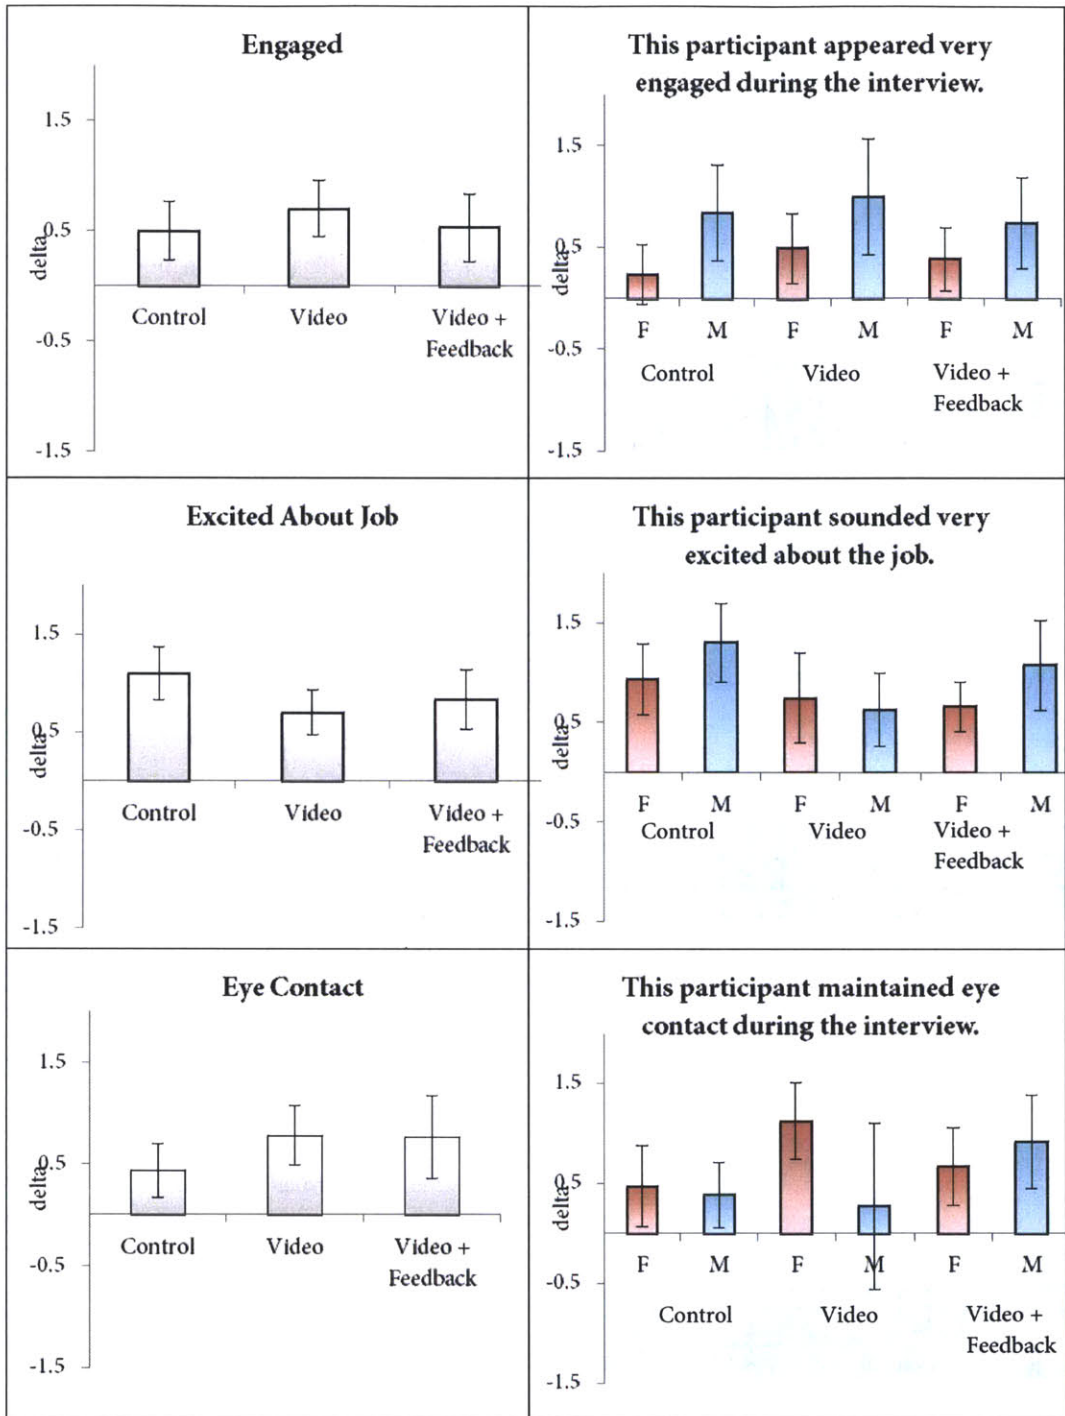 Engaged
1.5
0.5
delta
-0.5
-1.5
Control
Video
Video +
Feedback
This participant appeared very
engaged during the interview.
1.5
0.5
delta
-0.5
-1.5
F M F M F M
Control Video Video +
Feedback
Excited About Job
1.5
0.5
delta
-0.5
-1.5
Control
Video
Video +
Feedback
This participant sounded very
excited about the job.
1.5
0.5
delta
-0.5
-1.5
F M F M F M
Control Video Video +
Feedback
Eye Contact
1.5
0.5
delta
-0.5
-1.5
Control
Video
Video +
Feedback
This participant maintained eye
contact during the interview.
1.5
0.5
delta
-0.5
-1.5
F M F M F M
Control Video Video +
Feedback